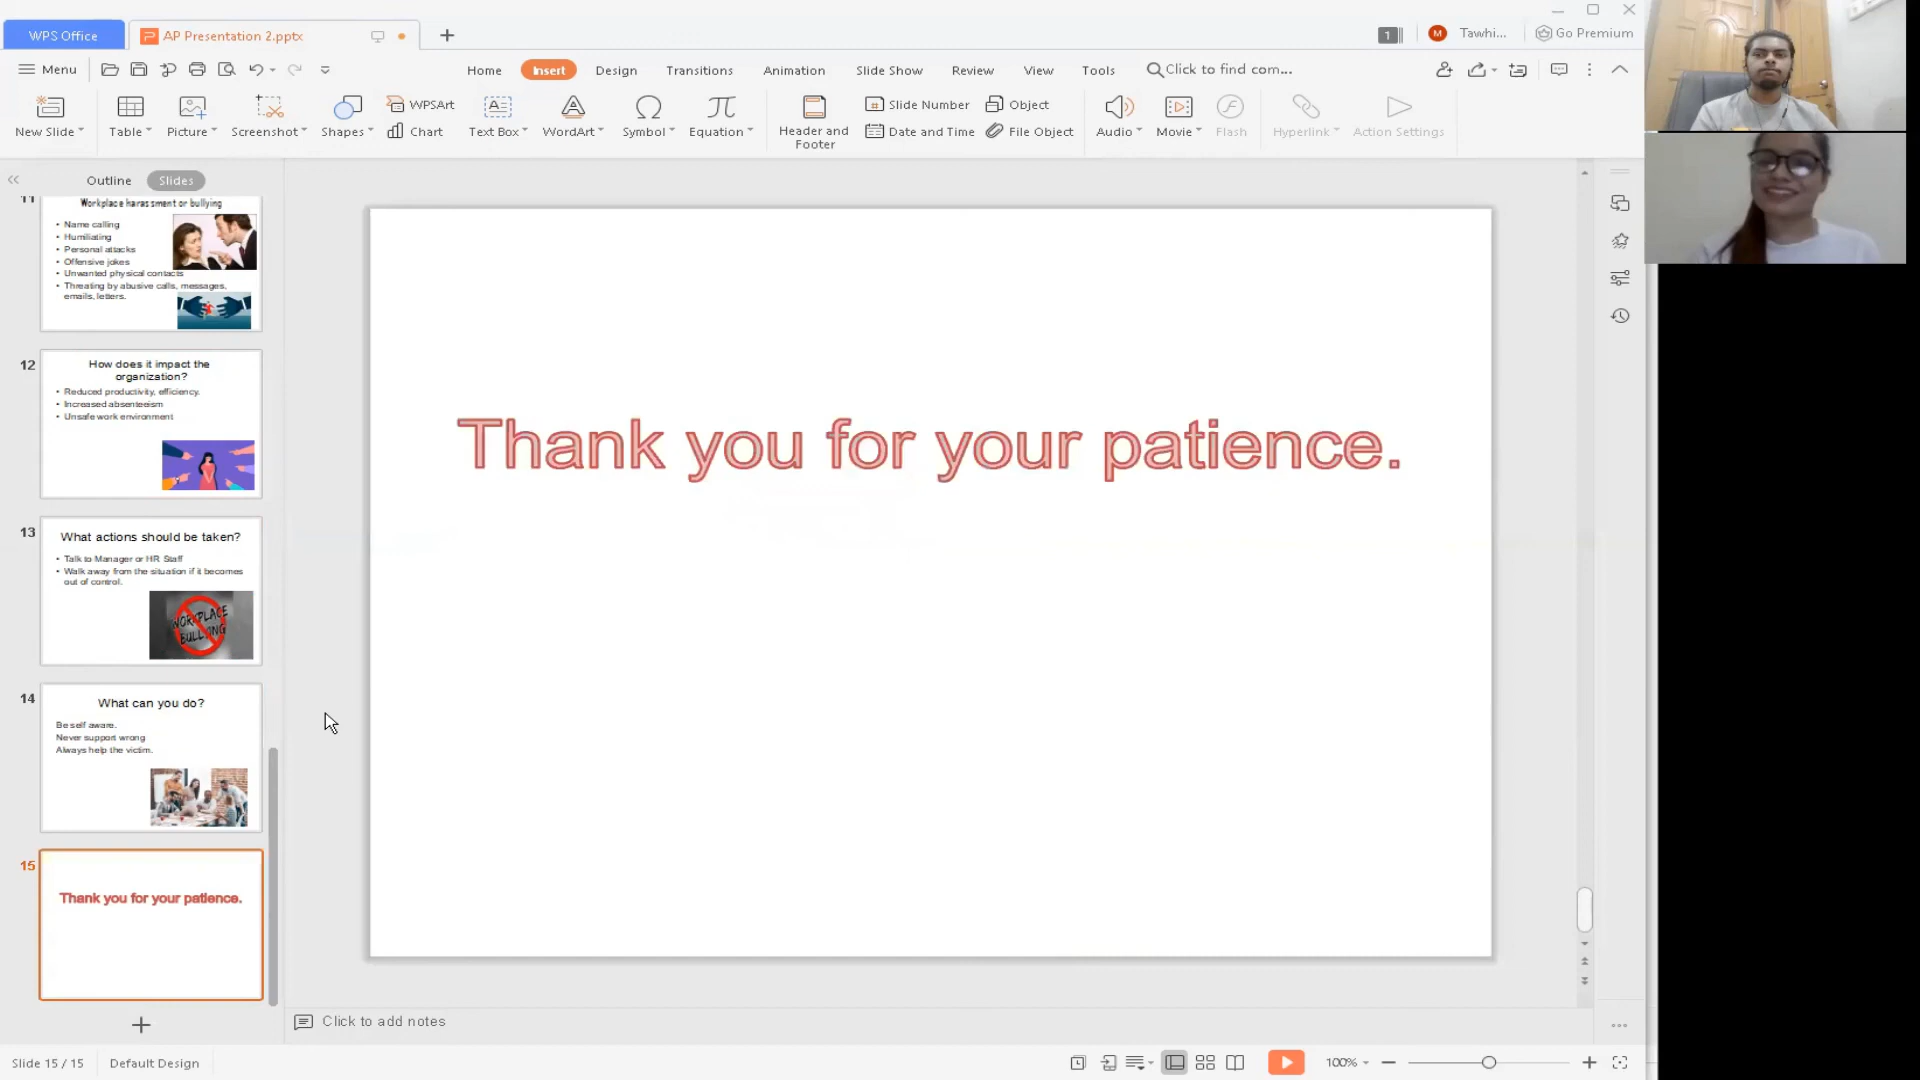 WPS Office
AP Presentation 2.pptx
1
M
Tawhi...
Go Premium
Menu
Home
Insert
Design
Transitions
Animation
Slide Show
Review
View
Tools
Click to find com...
New Slide
Table
Picture
Screenshot
Shapes
WPSArt
Chart
Text Box
WordArt
Symbol
Equation
Header and
Footer
Slide Number
Date and Time
Object
File Object
Audio
Movie
Flash
Hyperlink
Action Settings
Outline
Slides
11
Workplace harassment or bullying
• Name calling
• Humiliating
• Personal attacks
• Offensive jokes
• Unwanted physical contacts
• Threating by abusive calls, messages,
emails, letters.
12
How does it impact the
organization?
• Reduced productivity, efficiency.
• Increased absenteeism
• Unsafe work environment
13
What actions should be taken?
• Talk to Manager or HR Staff
• Walk away from the situation if it becomes
out of control.
WORKPLACE
BULLYING
14
What can you do?
Be self aware.
Never support wrong
Always help the victim.
15
Thank you for your patience.
Thank you for your patience.
Click to add notes
Slide 15 / 15
Default Design
100%